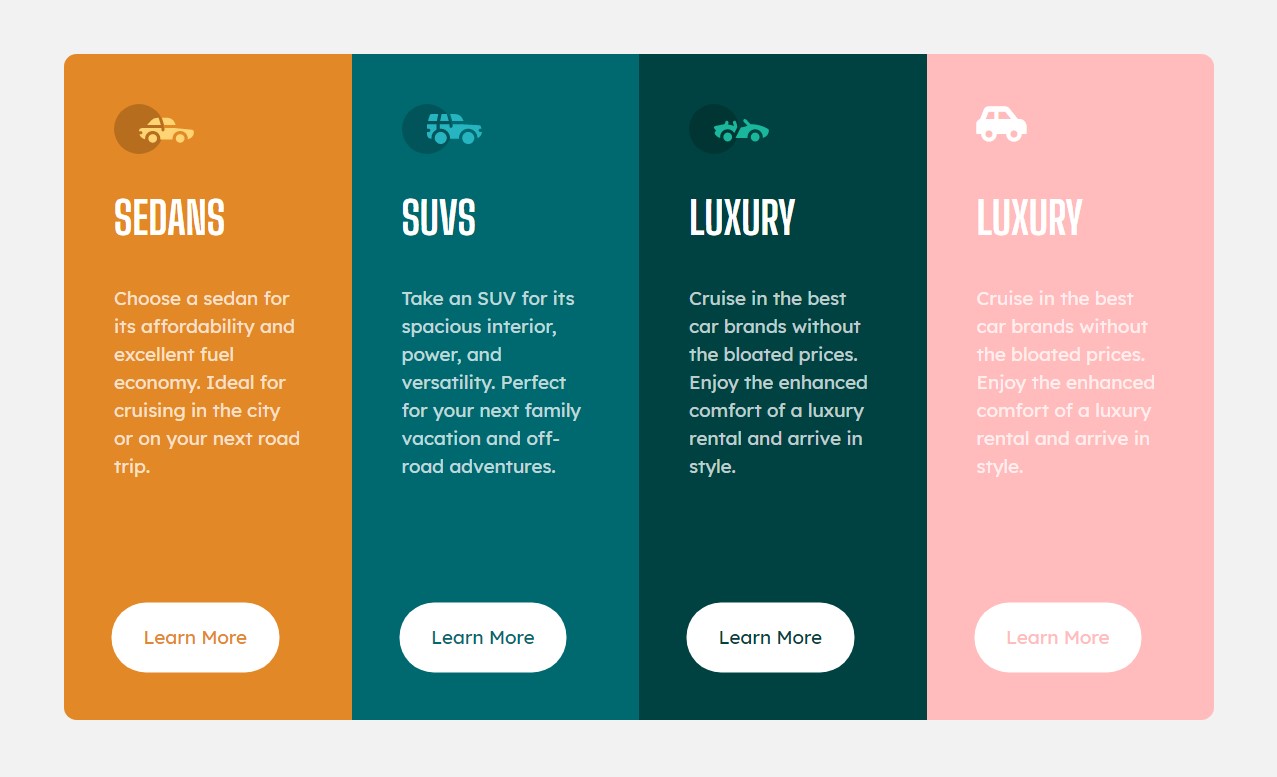 SEDANS
Choose a sedan for
its affordability and
excellent fuel
economy. Ideal for
cruising in the city
or on your next road
trip.
Learn More
SUVS
Take an SUV for its
spacious interior,
power, and
versatility. Perfect
for your next family
vacation and off-
road adventures.
Learn More
LUXURY
Cruise in the best
car brands without
the bloated prices.
Enjoy the enhanced
comfort of a luxury
rental and arrive in
style.
Learn More
LUXURY
Cruise in the best
car brands without
the bloated prices.
Enjoy the enhanced
comfort of a luxury
rental and arrive in
style.
Learn More